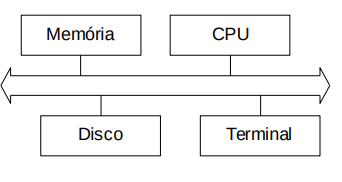 Memória
CPU
Disco
Terminal